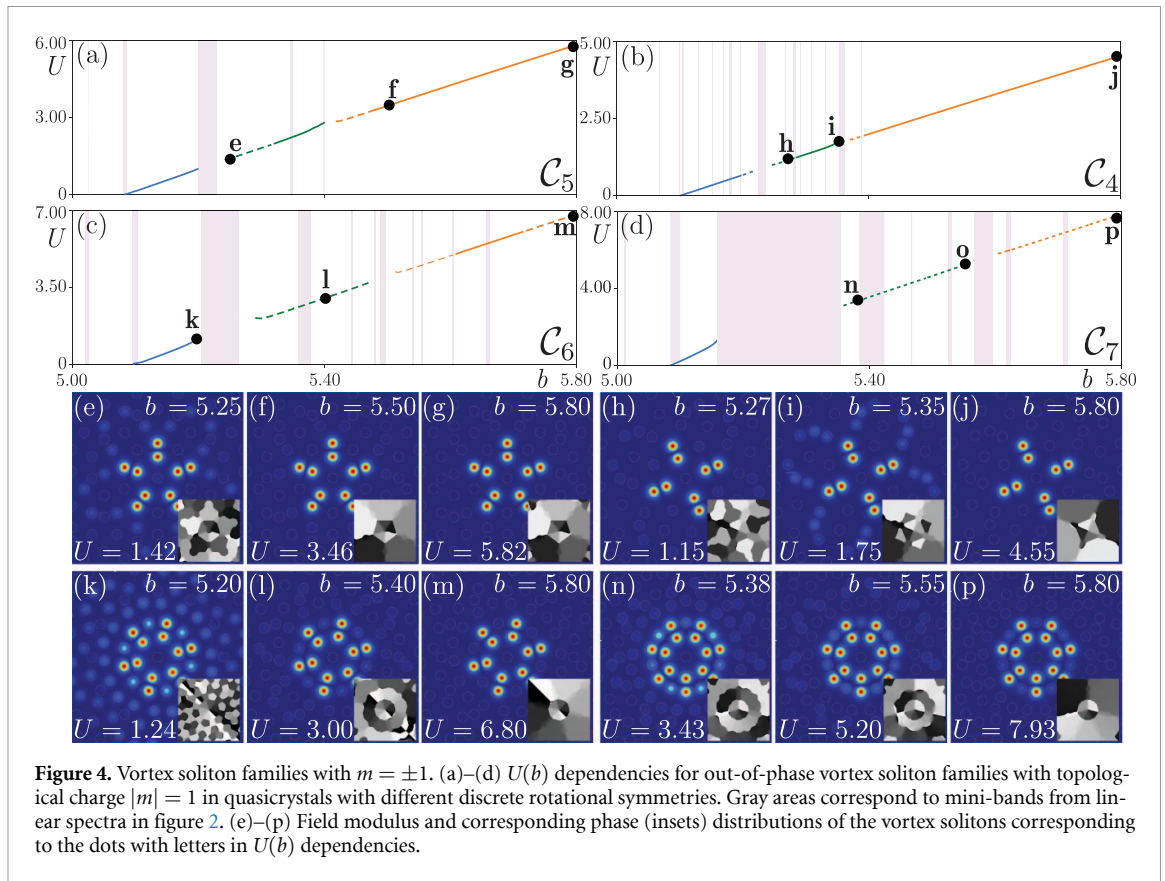 6.00 (a) g 5.00 (b) j
U f U
3.00 e 2.50 h i
0 C5 0 C4
7.00 (c) m 8.00 (d) p
U l U o
3.50 k 4.00 n
0 C6 0 C7
5.00 5.40 b 5.80 5.00 5.40 b 5.80
(e) b = 5.25 (f) b = 5.50 (g) b = 5.80 (h) b = 5.27 (i) b = 5.35 (j) b = 5.80
U = 1.42 U = 3.46 U = 5.82 U = 1.15 U = 1.75 U = 4.55
(k) b = 5.20 (l) b = 5.40 (m) b = 5.80 (n) b = 5.38 (o) b = 5.55 (p) b = 5.80
U = 1.24 U = 3.00 U = 6.80 U = 3.43 U = 5.20 U = 7.93
Figure 4. Vortex soliton families with m = ±1. (a)–(d) U(b) dependencies for out-of-phase vortex soliton families with topolog-
ical charge |m| = 1 in quasicrystals with different discrete rotational symmetries. Gray areas correspond to mini-bands from lin-
ear spectra in figure 2. (e)–(p) Field modulus and corresponding phase (insets) distributions of the vortex solitons corresponding
to the dots with letters in U(b) dependencies.